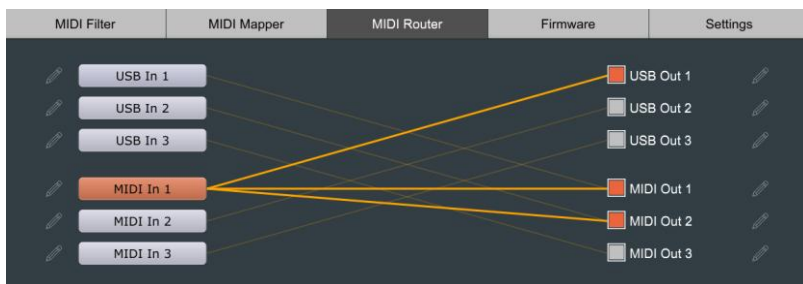 MIDI Filter MIDI Mapper MIDI Router Firmware Settings
USB In 1 USB Out 1
USB In 2 USB Out 2
USB In 3 USB Out 3
MIDI In 1 MIDI Out 1
MIDI In 2 MIDI Out 2
MIDI In 3 MIDI Out 3